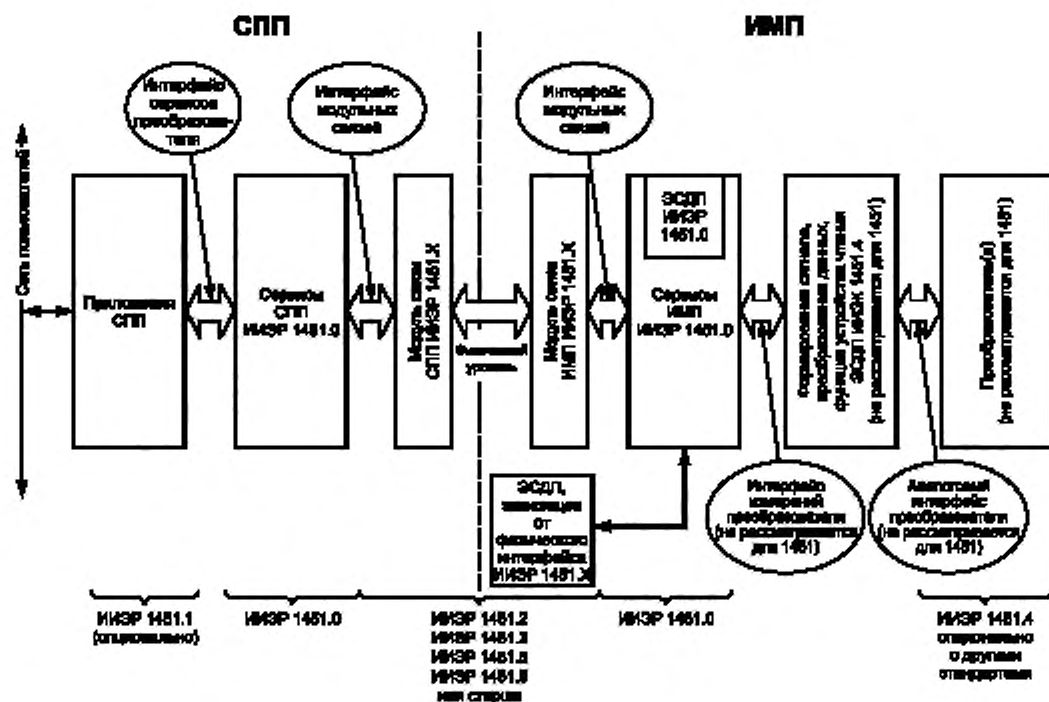 СПП
ИМП
Интерфейс
сервисов
преобразова-
теля
Интерфейс
модульных
связей
Интерфейс
модульных
связей
Сеть пользователей
Приложения
СПП
Сервисы
СПП
ИИЭР 1451.0
Модуль связи
СПП ИИЭР 1451.X
Физический
уровень
Модуль связи
ИМП ИИЭР 1451.X
ЭСДП
ИИЭР
1451.0
Сервисы
ИМП
ИИЭР 1451.0
Формирование сигнала,
преобразование данных,
функция устройства чтения
ЭСДП 1451.4
(не рассматривается для 1451)
Преобразователь(и)
(не рассматривается для 1451)
ЭСДП,
зависящая
от
физического
интерфейса
ИИЭР 1451.X
Интерфейс
измерений
преобразователя
(не рассматривается
для 1451)
Аналоговый
интерфейс
преобразователя
(не рассматривается
для 1451)
ИИЭР 1451.1
(опционально)
ИИЭР 1451.0
ИИЭР 1451.2
ИИЭР 1451.3
ИИЭР 1451.5
ИИЭР 1451.6
или старше
ИИЭР 1451.0
ИИЭР 1451.4
опционально
с другими
стандартами